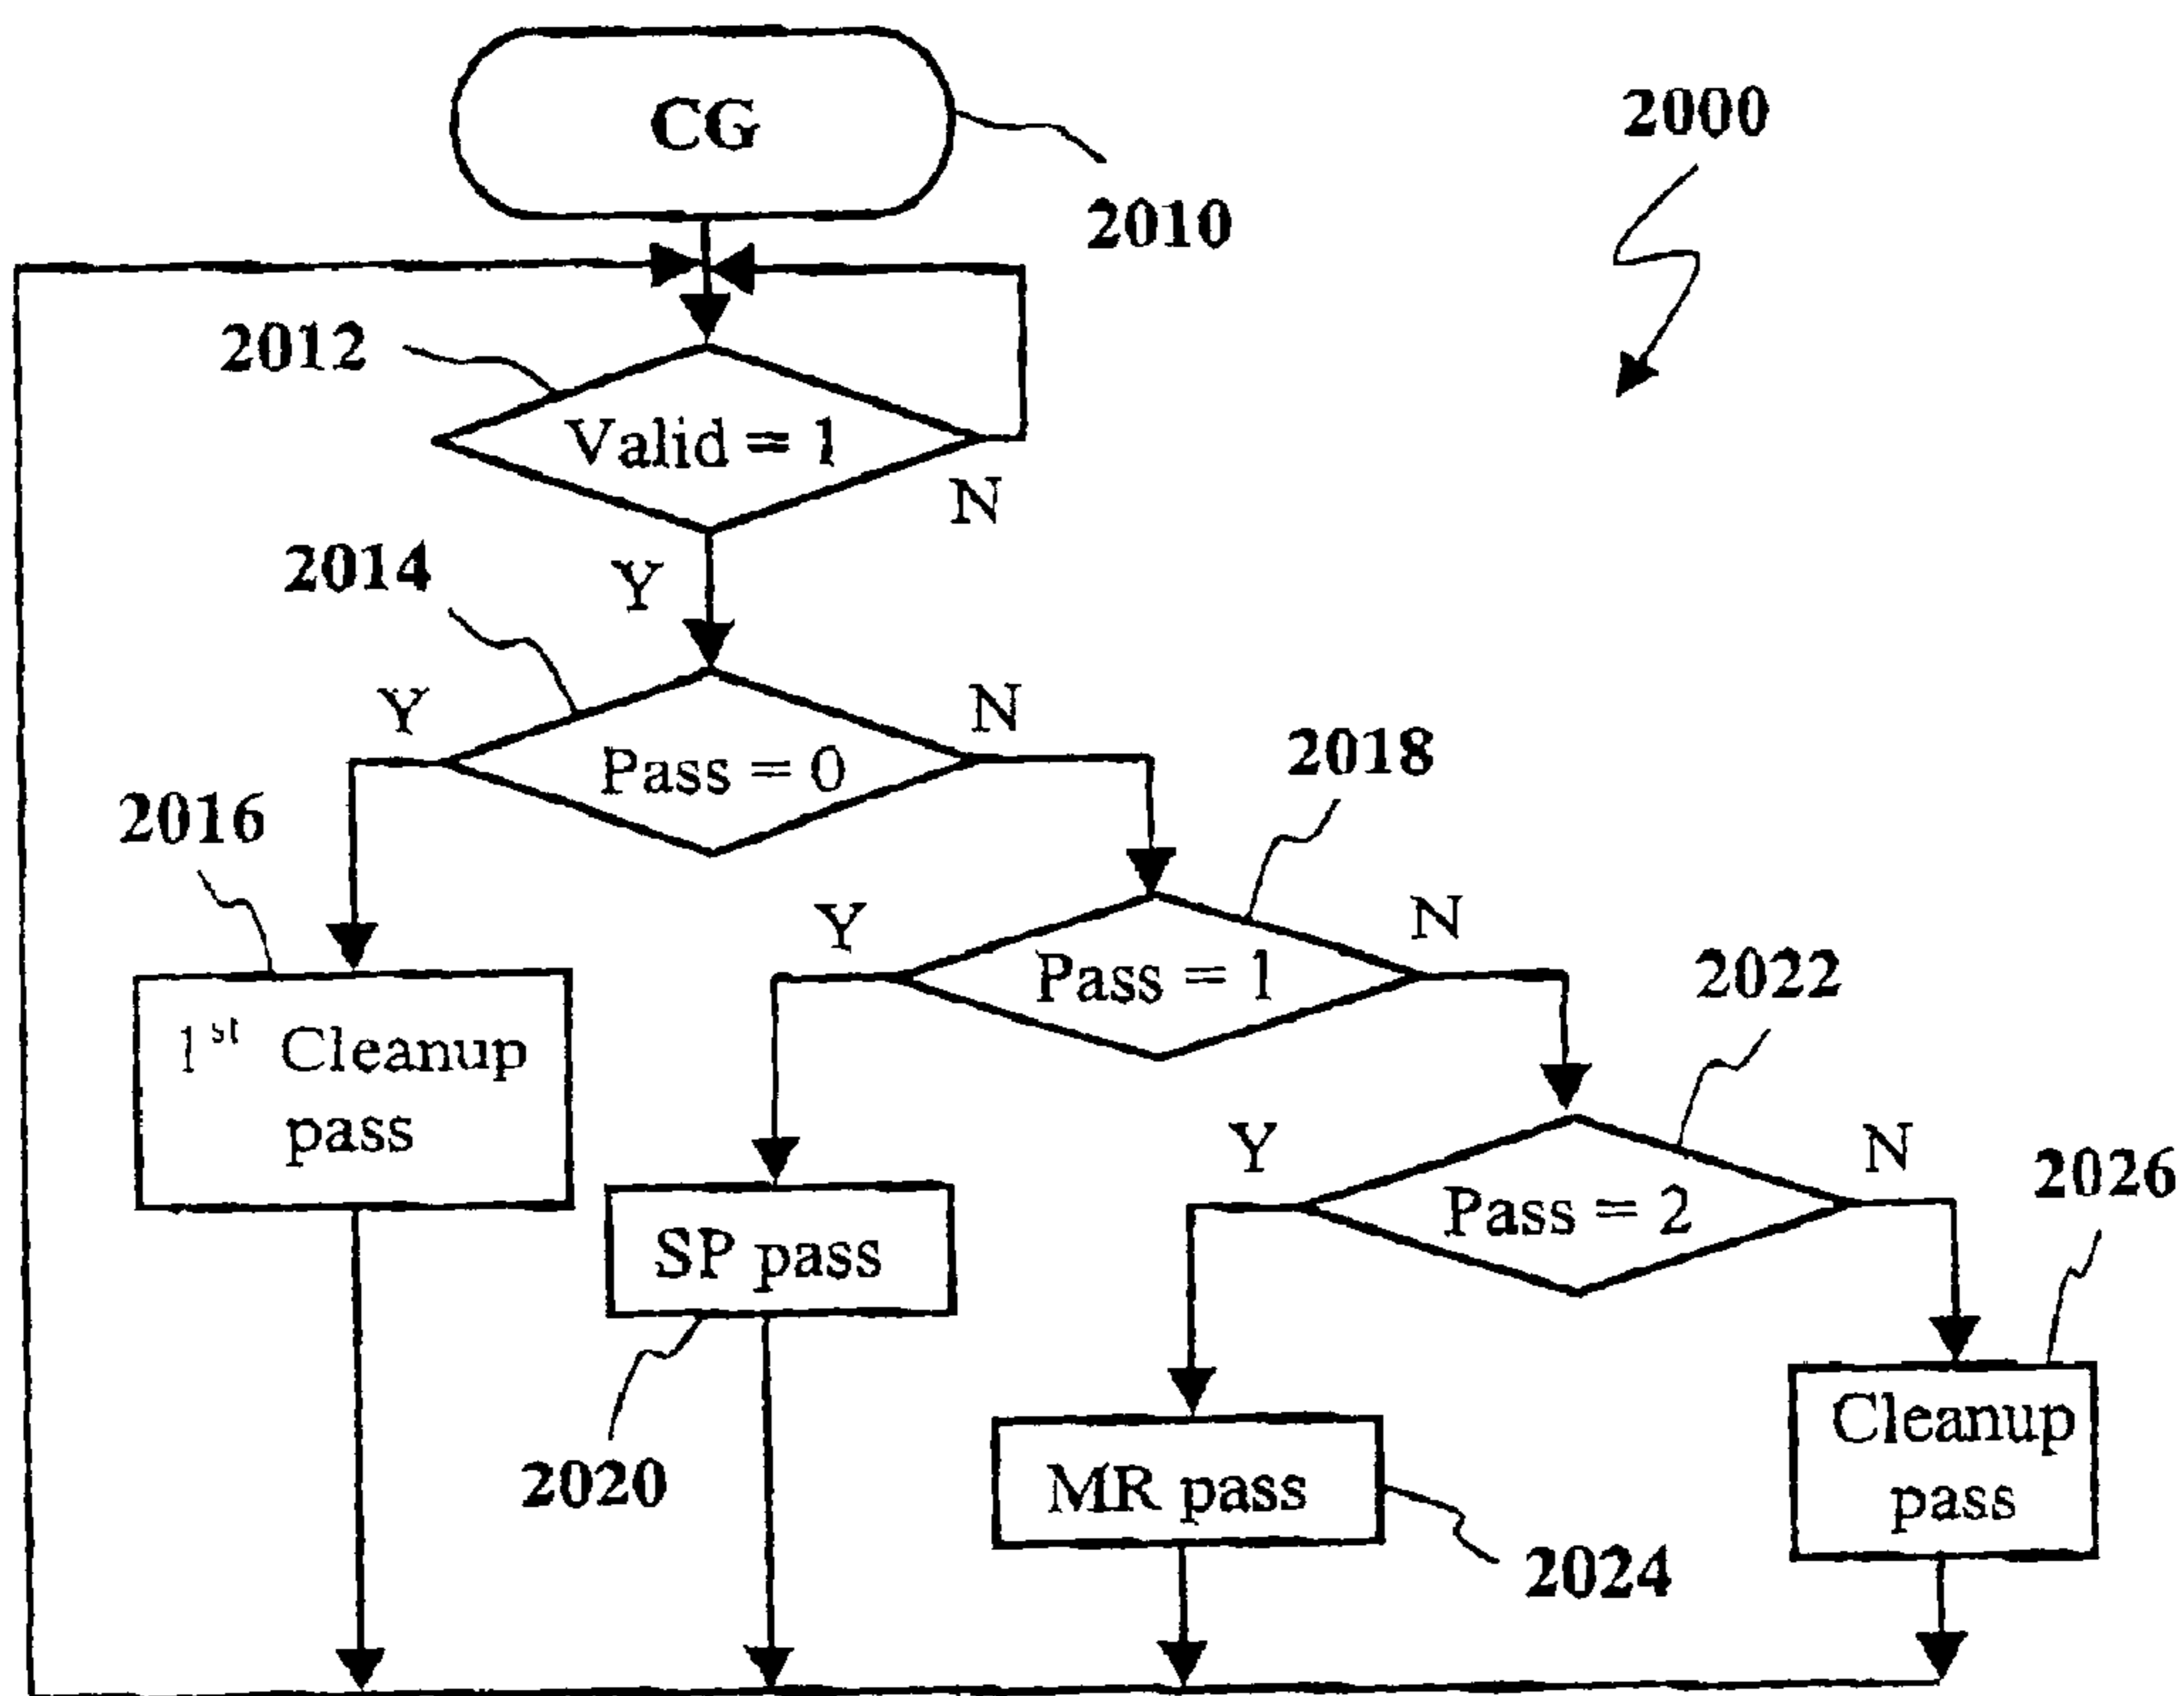 CG
2000
2010
2012
Valid = 1
N
2014
Y
Y
N
Pass = 0
2018
2016
Y
N
Pass = 1
2022
1st Cleanup
pass
Y
N
Pass = 2
2026
SP pass
2020
MR pass
2024
Cleanup
pass